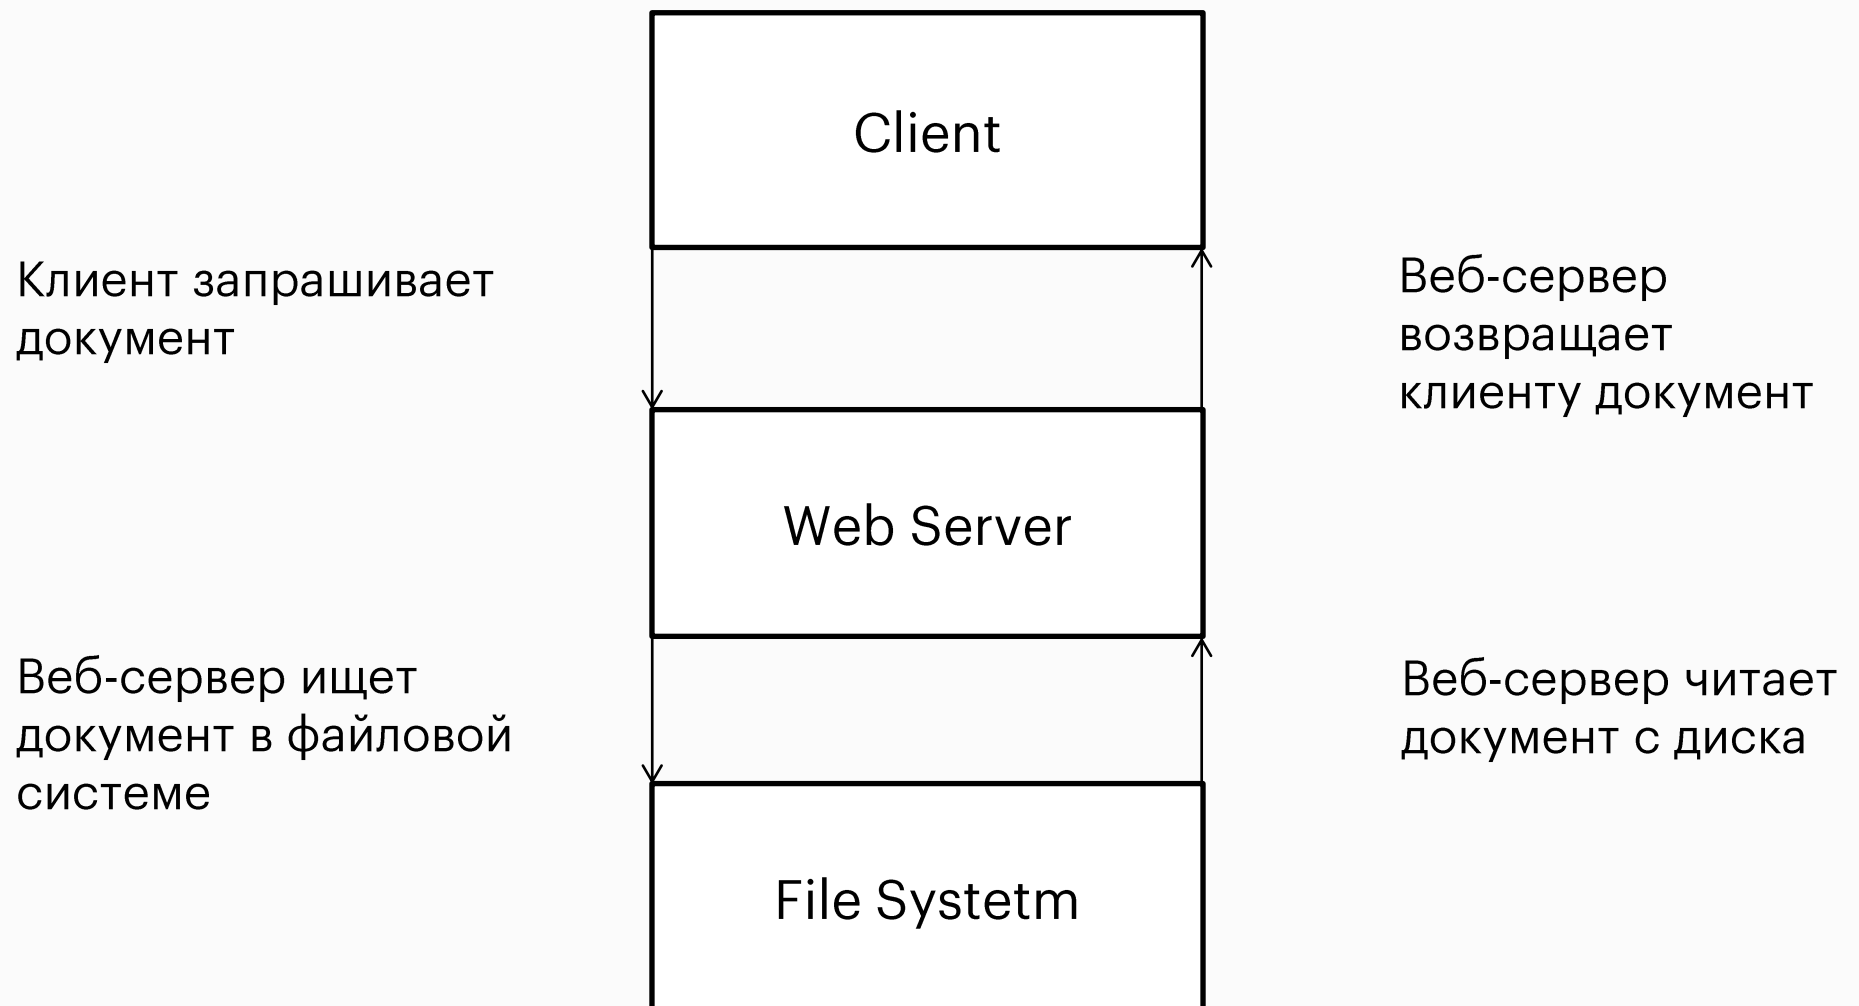 Client
Клиент запрашивает
документ
Веб-сервер
возвращает
клиенту документ
Web Server
Веб-сервер ищет
документ в файловой
системе
Веб-сервер читает
документ с диска
File Systetm